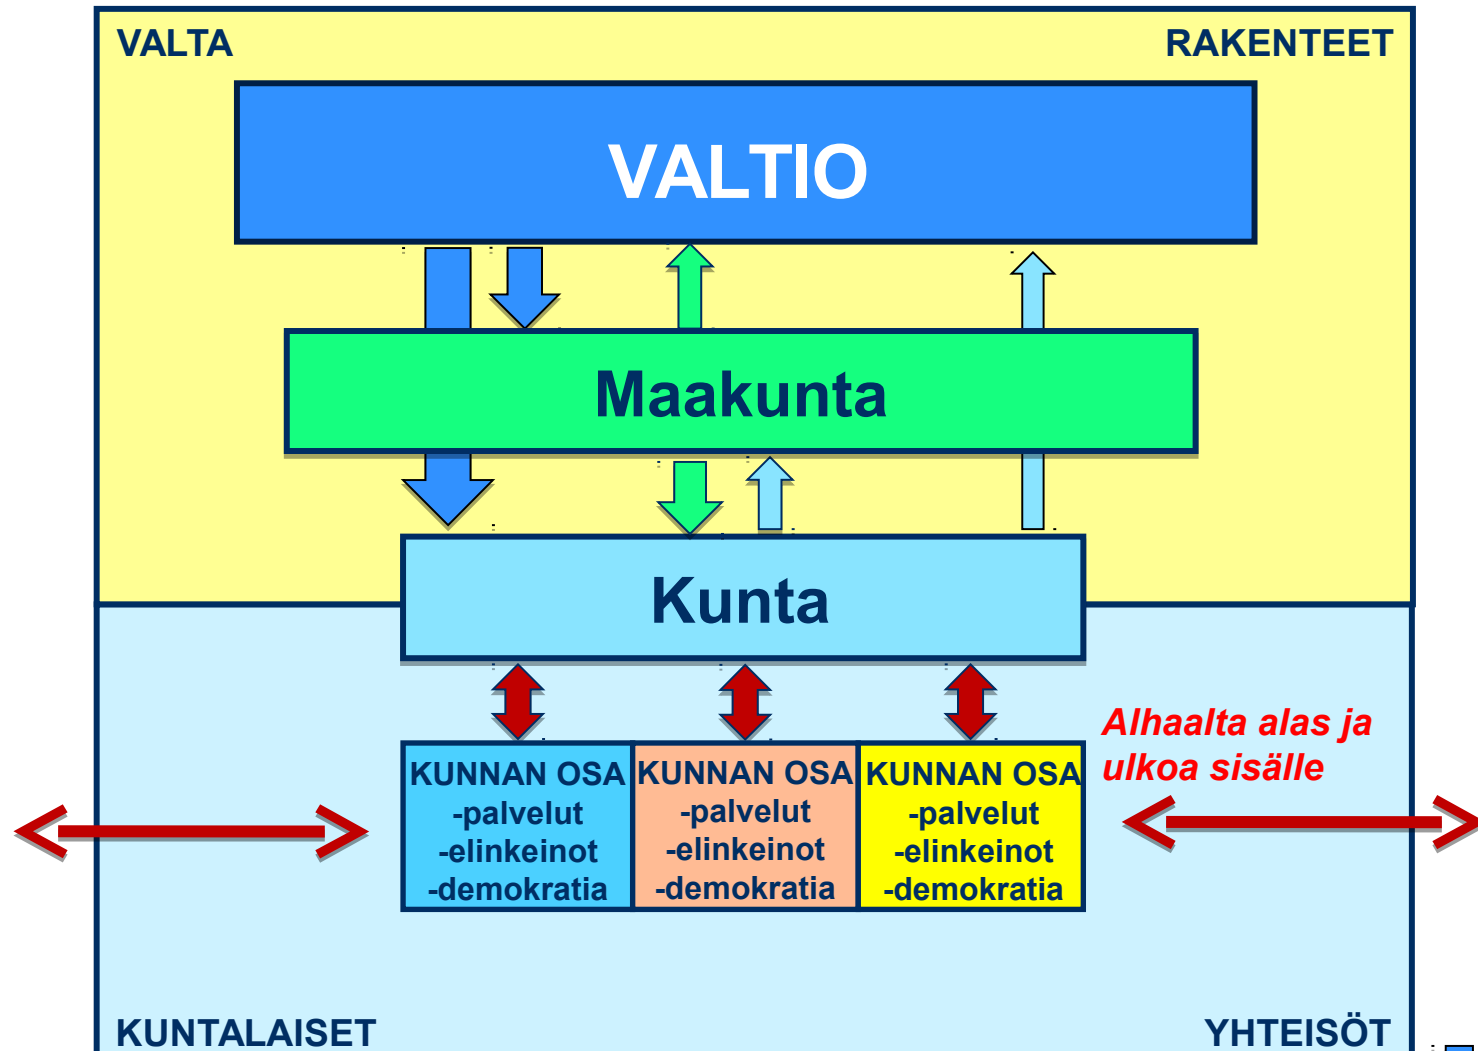 VALTA
RAKENTEET
VALTIO
Maakunta
Kunta
Alhaalta alas ja
ulkoa sisälle
KUNNAN OSA
-palvelut
-elinkeinot
-demokratia
KUNNAN OSA
-palvelut
-elinkeinot
-demokratia
KUNNAN OSA
-palvelut
-elinkeinot
-demokratia
KUNTALAISET
YHTEISÖT